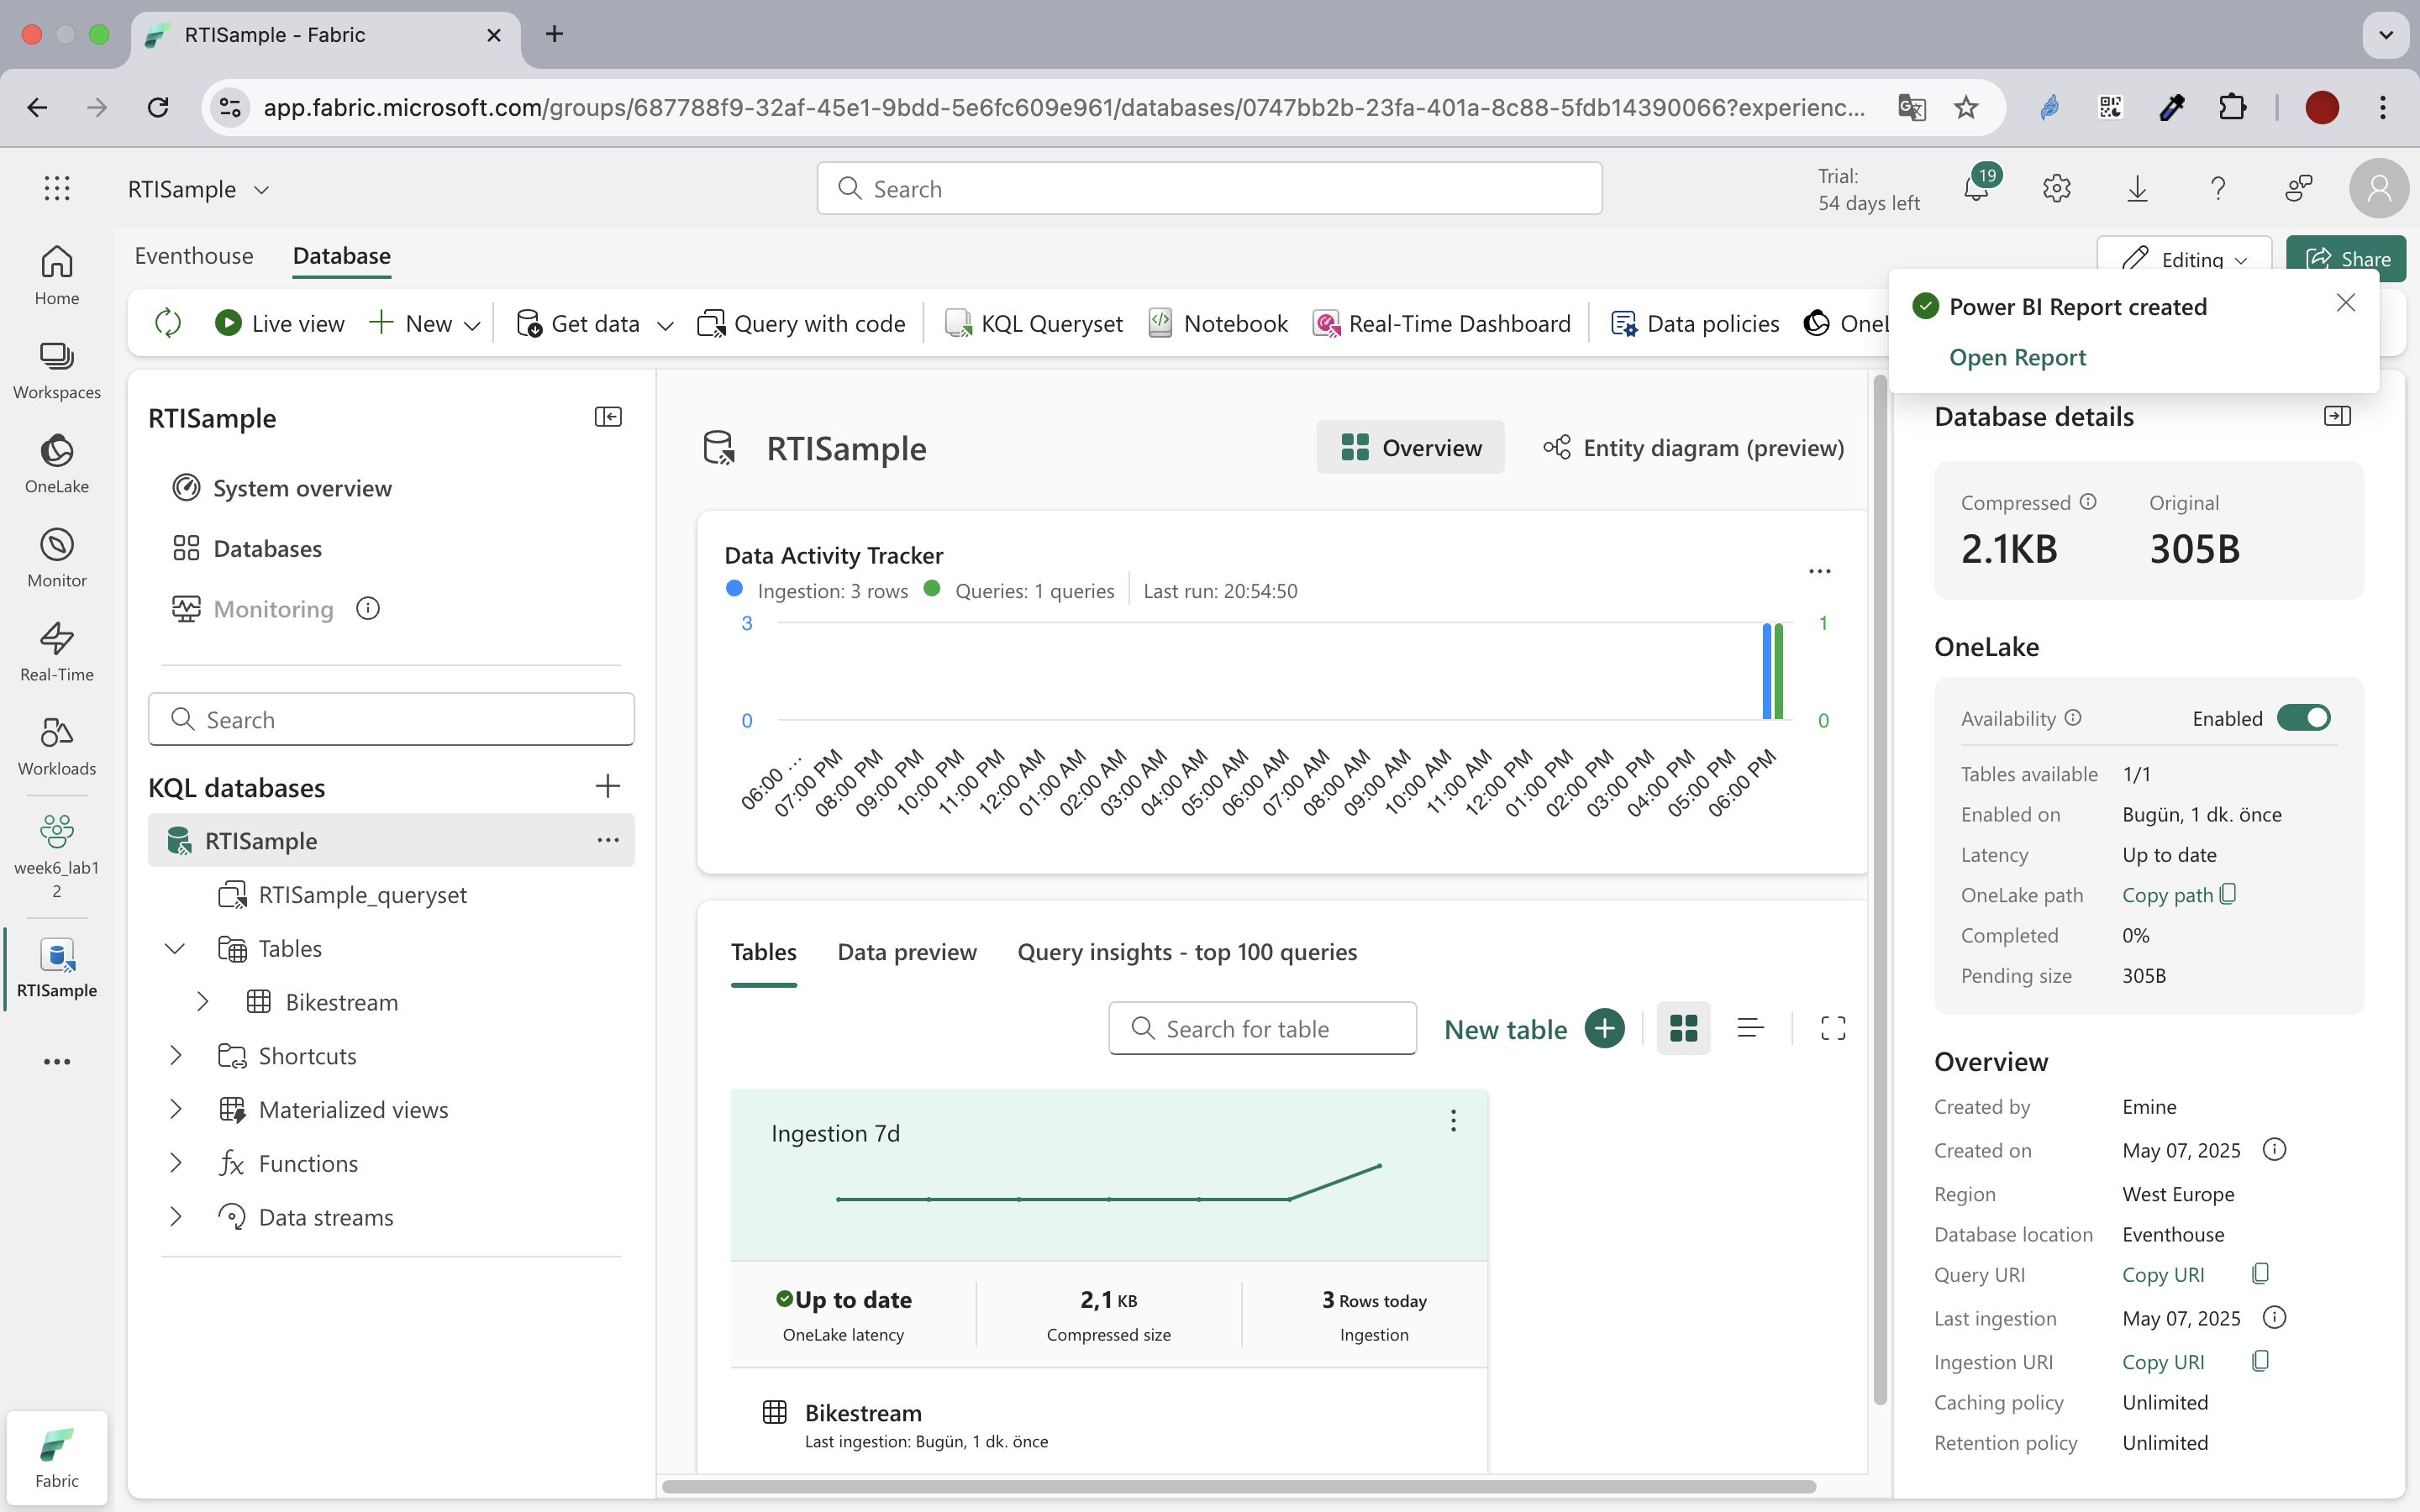 RTISample - Fabric
app.fabric.microsoft.com/groups/687788f9-32af-45e1-9bdd-5e6fc609e961/databases/0747bb2b-23fa-401a-8c88-5fdb14390066?experienc...
RTISample
Search
Trial:
54 days left
19
Home
Workspaces
OneLake
Monitor
Real-Time
Workloads
week6_lab1
2
RTISample
Fabric
Eventhouse
Database
Editing
Share
Live view
New
Get data
Query with code
KQL Queryset
Notebook
Real-Time Dashboard
Data policies
OneL
Power BI Report created
Open Report
RTISample
System overview
Databases
Monitoring
Search
KQL databases
RTISample
RTISample_queryset
Tables
Bikestream
Shortcuts
Materialized views
Functions
Data streams
RTISample
Overview
Entity diagram (preview)
Data Activity Tracker
Ingestion: 3 rows
Queries: 1 queries
Last run: 20:54:50
3
1
0
0
06:00 ...
07:00 PM
08:00 PM
09:00 PM
10:00 PM
11:00 PM
12:00 AM
01:00 AM
02:00 AM
03:00 AM
04:00 AM
05:00 AM
06:00 AM
07:00 AM
08:00 AM
09:00 AM
10:00 AM
11:00 AM
12:00 PM
01:00 PM
02:00 PM
03:00 PM
04:00 PM
05:00 PM
06:00 PM
Tables
Data preview
Query insights - top 100 queries
Search for table
New table
Ingestion 7d
Up to date
OneLake latency
2,1 KB
Compressed size
3 Rows today
Ingestion
Bikestream
Last ingestion: Bugün, 1 dk. önce
Database details
Compressed
Original
2.1KB
305B
OneLake
Availability
Enabled
Tables available 1/1
Enabled on Bugün, 1 dk. önce
Latency Up to date
OneLake path Copy path
Completed 0%
Pending size 305B
Overview
Created by Emine
Created on May 07, 2025
Region West Europe
Database location Eventhouse
Query URI Copy URI
Last ingestion May 07, 2025
Ingestion URI Copy URI
Caching policy Unlimited
Retention policy Unlimited